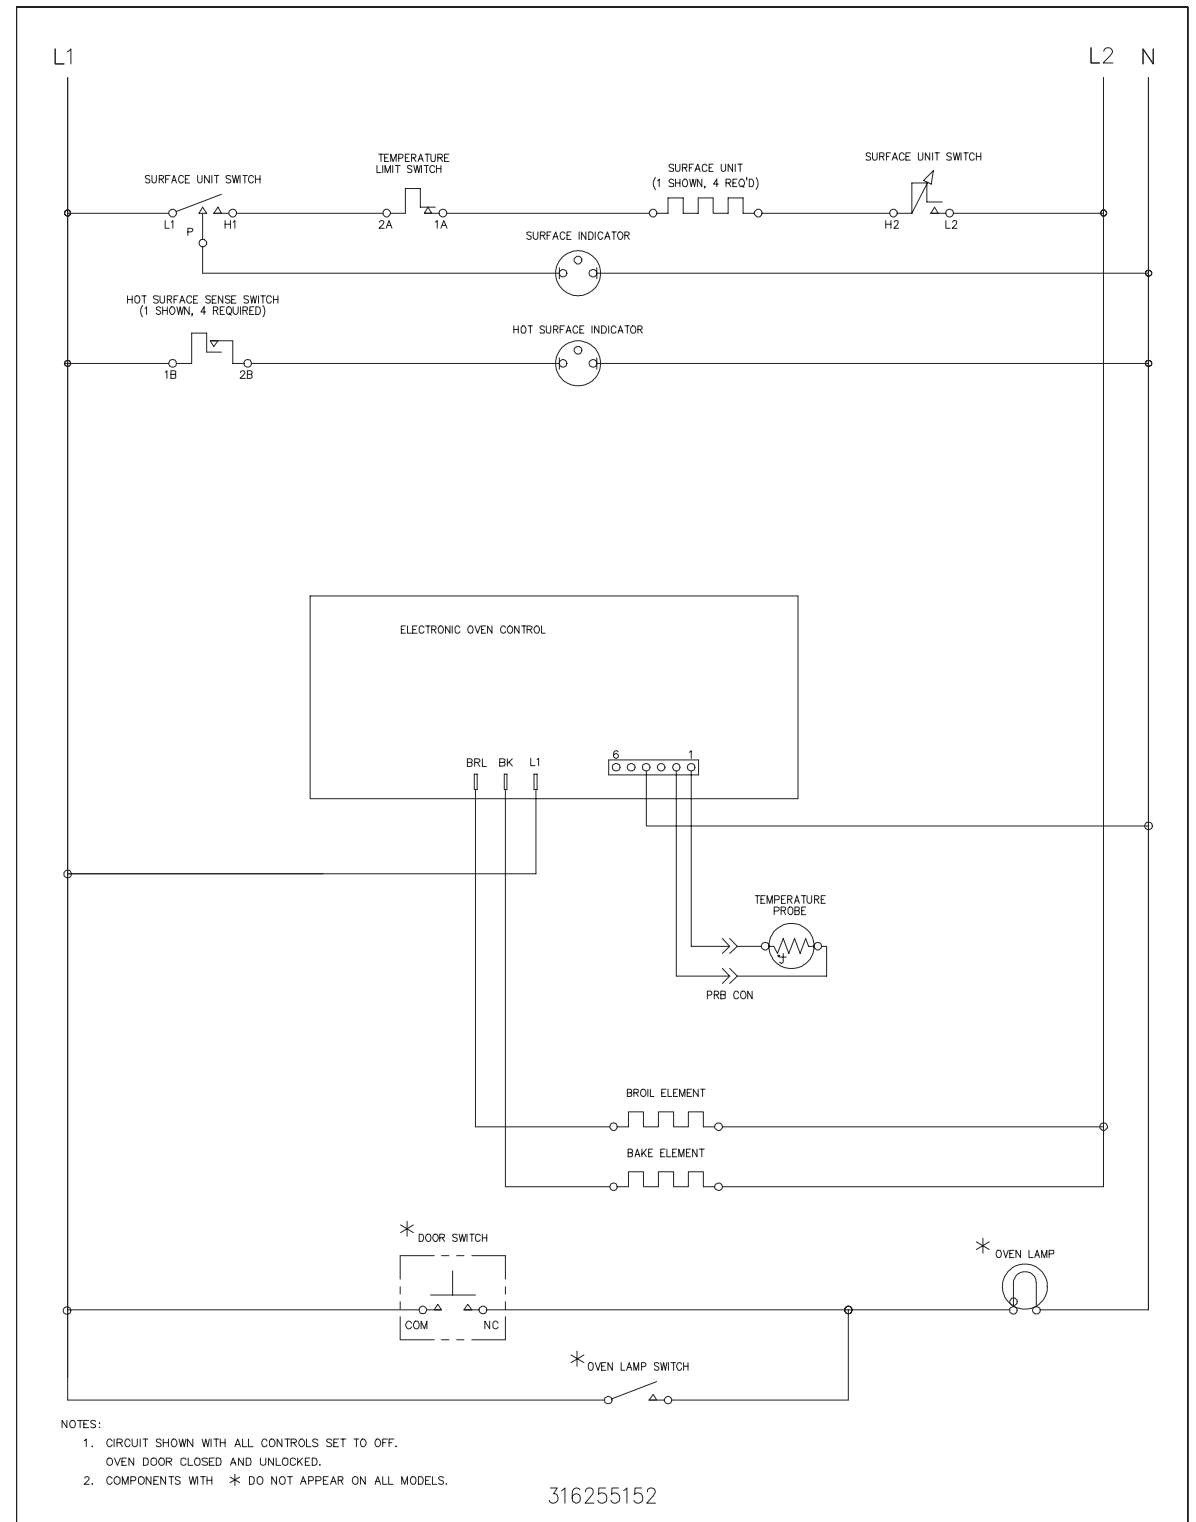 L1
L2 N
SURFACE UNIT SWITCH
TEMPERATURE
LIMIT SWITCH
SURFACE UNIT
(1 SHOWN, 4 REQ'D)
SURFACE UNIT SWITCH
L1
P
H1
2A
1A
H2
L2
SURFACE INDICATOR
HOT SURFACE SENSE SWITCH
(1 SHOWN, 4 REQUIRED)
HOT SURFACE INDICATOR
1B
2B
ELECTRONIC OVEN CONTROL
BRL BK L1
6 1
TEMPERATURE
PROBE
PRB CON
BROIL ELEMENT
BAKE ELEMENT
* DOOR SWITCH
* OVEN LAMP
COM
NC
* OVEN LAMP SWITCH
NOTES:
1. CIRCUIT SHOWN WITH ALL CONTROLS SET TO OFF.
OVEN DOOR CLOSED AND UNLOCKED.
2. COMPONENTS WITH * DO NOT APPEAR ON ALL MODELS.
316255152